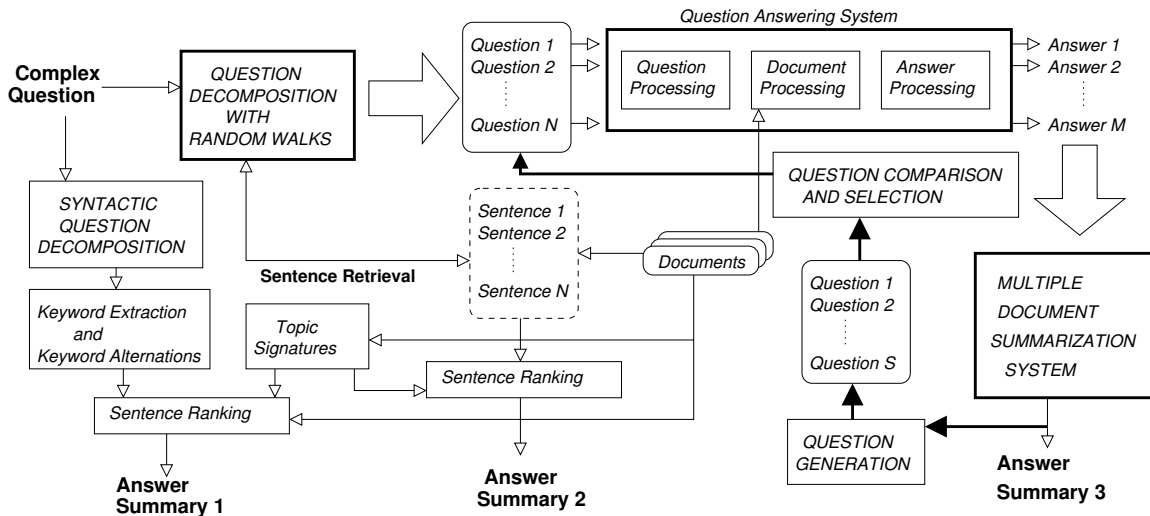 Question Answering System
Complex
Question
QUESTION
DECOMPOSITION
WITH
RANDOM WALKS
Question 1
Question 2
Question N
Question
Processing
Document
Processing
Answer
Processing
Answer 1
Answer 2
Answer M
SYNTACTIC
QUESTION
DECOMPOSITION
Sentence Retrieval
Sentence 1
Sentence 2
Sentence N
Documents
QUESTION COMPARISON
AND SELECTION
Keyword Extraction
and
Keyword Alternations
Topic
Signatures
Sentence Ranking
Sentence Ranking
Question 1
Question 2
Question S
MULTIPLE
DOCUMENT
SUMMARIZATION
SYSTEM
QUESTION
GENERATION
Answer
Summary 1
Answer
Summary 2
Answer
Summary 3